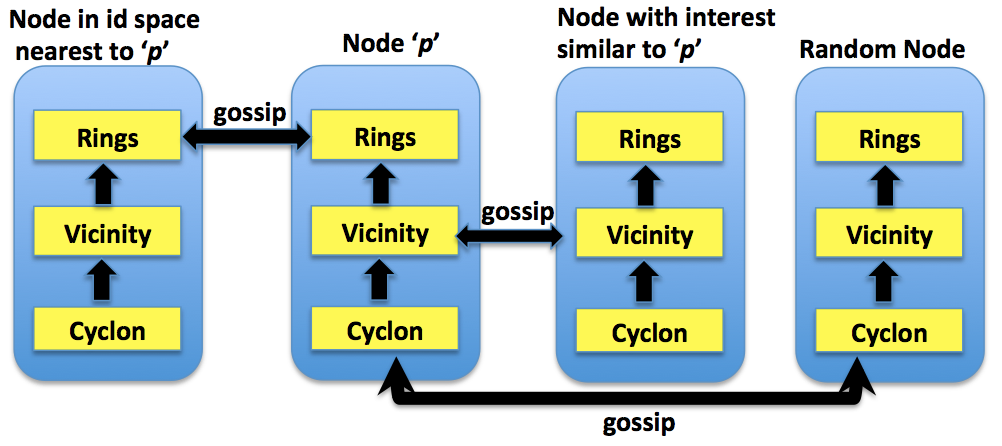 Node in id space
nearest to ‘p’
Node ‘p’
Node with interest
similar to ‘p’
Random Node
Rings
gossip
Rings
Rings
Rings
Vicinity
Vicinity
gossip
Vicinity
Vicinity
Cyclon
Cyclon
Cyclon
Cyclon
gossip